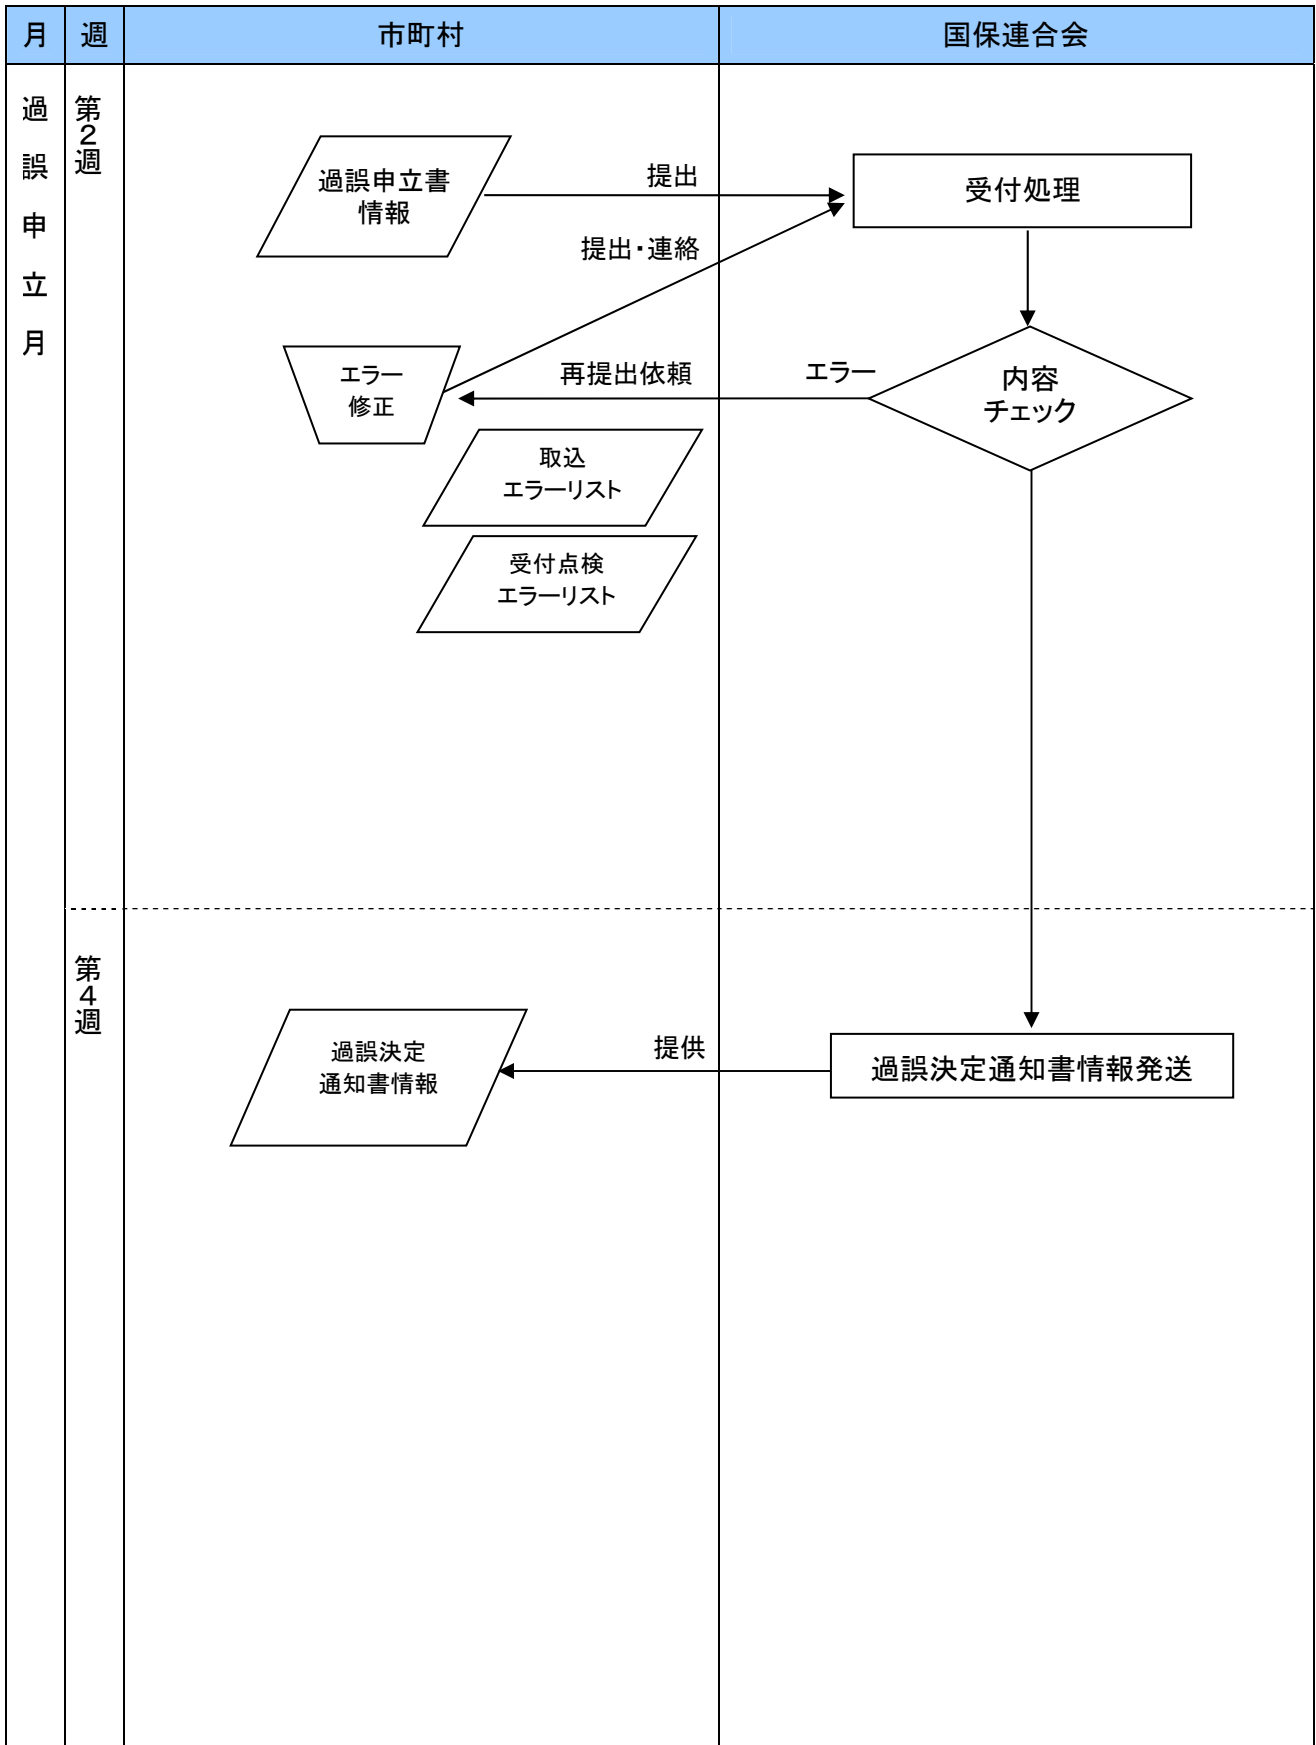 月
週
市町村
国保連合会
過誤申立月
第２週
過誤申立書
情報
提出
受付処理
提出・連絡
エラー
修正
再提出依頼
エラー
内容
チェック
取込
エラーリスト
受付点検
エラーリスト
第４週
過誤決定
通知書情報
提供
過誤決定通知書情報発送